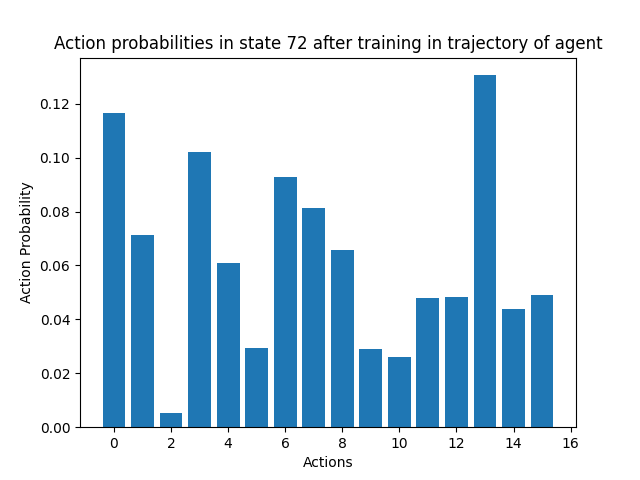 Action probabilities in state 72 after training in trajectory of agent
0.12
0.10
0.08
0.06
0.04
0.02
0.00
Action Probability
0 2 4 6 8 10 12 14 16
Actions